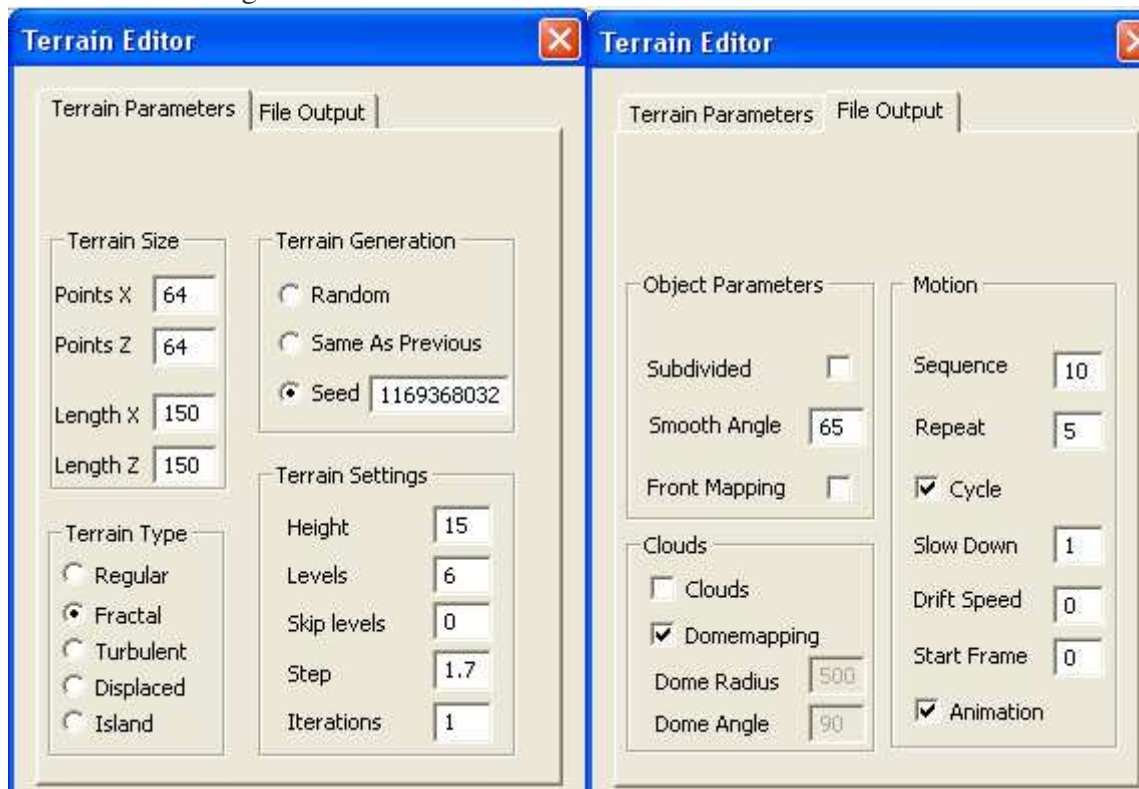 Terrain Editor
Terrain Parameters File Output
Terrain Size
Points X 64
Points Z 64
Length X 150
Length Z 150
Terrain Type
Regular
Fractal
Turbulent
Displaced
Island
Terrain Generation
Random
Same As Previous
Seed 1169368032
Terrain Settings
Height 15
Levels 6
Skip levels 0
Step 1.7
Iterations 1
Terrain Editor
Terrain Parameters File Output
Object Parameters
Subdivided
Smooth Angle 65
Front Mapping
Clouds
Clouds
Domemapping
Dome Radius 500
Dome Angle 90
Motion
Sequence 10
Repeat 5
Cycle
Slow Down 1
Drift Speed 0
Start Frame 0
Animation